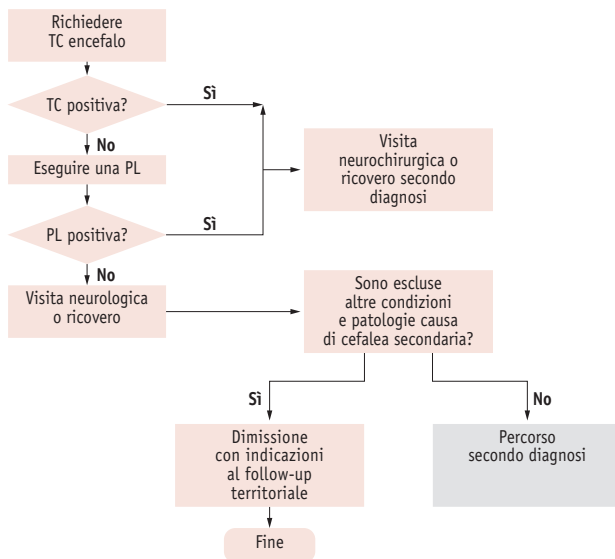 Richiedere
TC encefalo
TC positiva?
Sì
No
Eseguire una PL
Visita
neurochirurgica o
ricovero secondo
diagnosi
PL positiva?
Sì
No
Visita neurologica
o ricovero
Sono escluse
altre condizioni
e patologie causa
di cefalea secondaria?
Sì
No
Dimissione
con indicazioni
al follow-up
territoriale
Percorso
secondo diagnosi
Fine